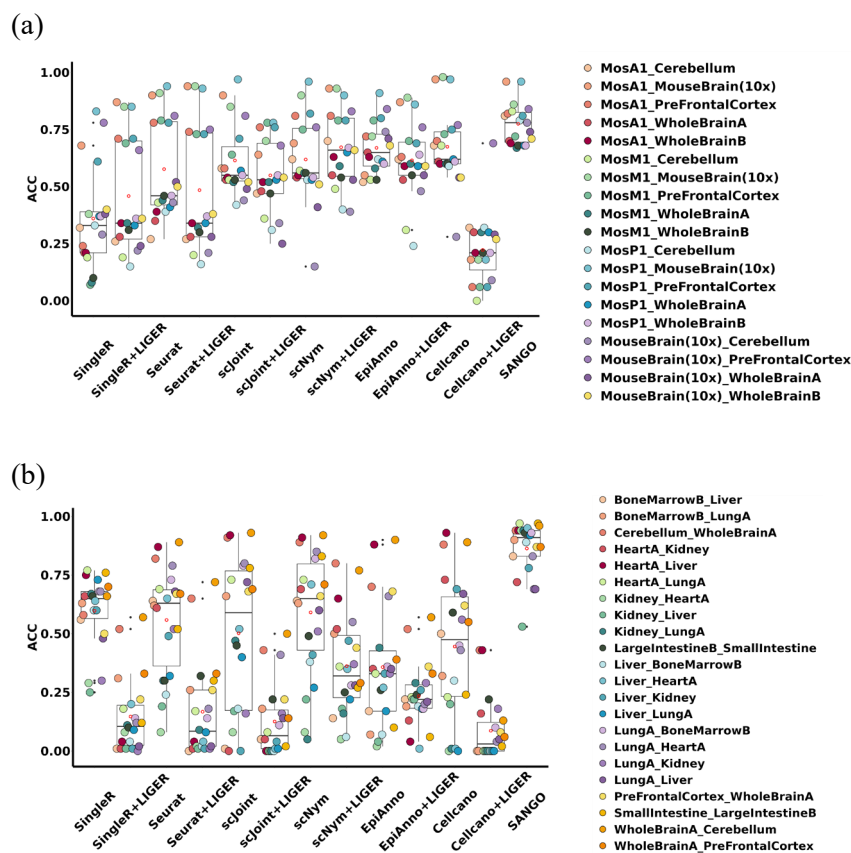 (a)
ACC
1.00
0.75
0.50
0.25
0.00
SingleR
SingleR+LIGER
Seurat
Seurat+LIGER
scJoint
scJoint+LIGER
scNym
scNym+LIGER
EpiAnno
EpiAnno+LIGER
Cellcano
Cellcano+LIGER
SANGO
MosA1_Cerebellum
MosA1_MouseBrain(10x)
MosA1_PreFrontalCortex
MosA1_WholeBrainA
MosA1_WholeBrainB
MosM1_Cerebellum
MosM1_MouseBrain(10x)
MosM1_PreFrontalCortex
MosM1_WholeBrainA
MosM1_WholeBrainB
MosP1_Cerebellum
MosP1_MouseBrain(10x)
MosP1_PreFrontalCortex
MosP1_WholeBrainA
MosP1_WholeBrainB
MouseBrain(10x)_Cerebellum
MouseBrain(10x)_PreFrontalCortex
MouseBrain(10x)_WholeBrainA
MouseBrain(10x)_WholeBrainB
(b)
ACC
1.00
0.75
0.50
0.25
0.00
SingleR
SingleR+LIGER
Seurat
Seurat+LIGER
scJoint
scJoint+LIGER
scNym
scNym+LIGER
EpiAnno
EpiAnno+LIGER
Cellcano
Cellcano+LIGER
SANGO
BoneMarrowB_Liver
BoneMarrowB_LungA
Cerebellum_WholeBrainA
HeartA_Kidney
HeartA_Liver
HeartA_LungA
Kidney_HeartA
Kidney_Liver
Kidney_LungA
LargeIntestineB_SmallIntestine
Liver_BoneMarrowB
Liver_HeartA
Liver_Kidney
Liver_LungA
LungA_BoneMarrowB
LungA_HeartA
LungA_Kidney
LungA_Liver
PreFrontalCortex_WholeBrainA
SmallIntestine_LargeIntestineB
WholeBrainA_Cerebellum
WholeBrainA_PreFrontalCortex